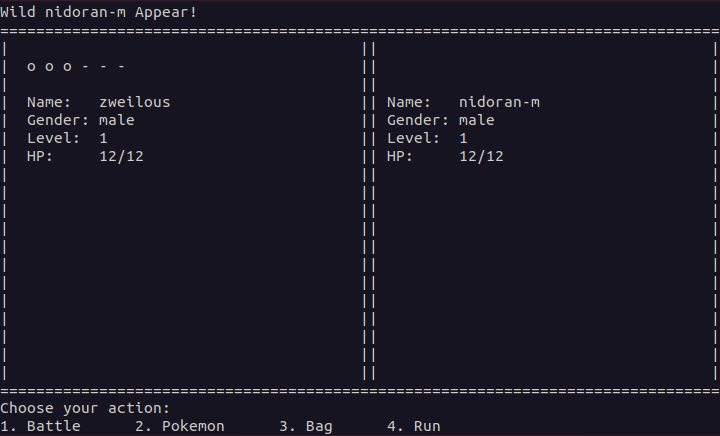 Wild nidoran-m Appear!
================================================================================
|                                       ||                                     |
|  o o o - - -                          ||                                     |
|                                       ||                                     |
|  Name:   zweilous                     || Name:   nidoran-m                   |
|  Gender: male                         || Gender: male                        |
|  Level:  1                            || Level:  1                           |
|  HP:     12/12                        || HP:     12/12                       |
|                                       ||                                     |
|                                       ||                                     |
|                                       ||                                     |
|                                       ||                                     |
|                                       ||                                     |
|                                       ||                                     |
|                                       ||                                     |
|                                       ||                                     |
|                                       ||                                     |
|                                       ||                                     |
|                                       ||                                     |
|                                       ||                                     |
================================================================================
Choose your action:
1. Battle      2. Pokemon      3. Bag      4. Run